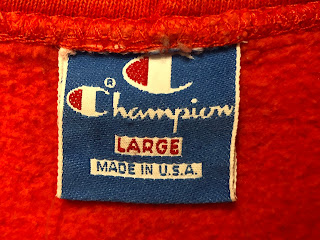 ®
Champion
LARGE
MADE IN U.S.A.